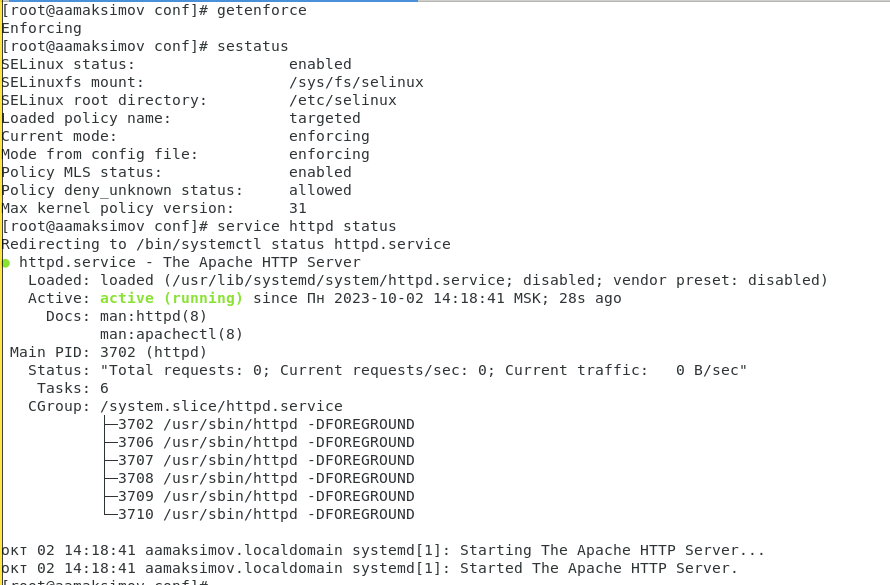 [root@aamaksimov conf]# getenforce
Enforcing
[root@aamaksimov conf]# sestatus
SELinux status:                 enabled
SELinuxfs mount:                /sys/fs/selinux
SELinux root directory:         /etc/selinux
Loaded policy name:             targeted
Current mode:                   enforcing
Mode from config file:          enforcing
Policy MLS status:              enabled
Policy deny_unknown status:     allowed
Max kernel policy version:      31
[root@aamaksimov conf]# service httpd status
Redirecting to /bin/systemctl status httpd.service
● httpd.service - The Apache HTTP Server
   Loaded: loaded (/usr/lib/systemd/system/httpd.service; disabled; vendor preset: disabled)
   Active: active (running) since Пн 2023-10-02 14:18:41 MSK; 28s ago
     Docs: man:httpd(8)
           man:apachectl(8)
 Main PID: 3702 (httpd)
   Status: "Total requests: 0; Current requests/sec: 0; Current traffic:   0 B/sec"
    Tasks: 6
   CGroup: /system.slice/httpd.service
           ├─3702 /usr/sbin/httpd -DFOREGROUND
           ├─3706 /usr/sbin/httpd -DFOREGROUND
           ├─3707 /usr/sbin/httpd -DFOREGROUND
           ├─3708 /usr/sbin/httpd -DFOREGROUND
           ├─3709 /usr/sbin/httpd -DFOREGROUND
           └─3710 /usr/sbin/httpd -DFOREGROUND

окт 02 14:18:41 aamaksimov.localdomain systemd[1]: Starting The Apache HTTP Server...
окт 02 14:18:41 aamaksimov.localdomain systemd[1]: Started The Apache HTTP Server.
[root@aamaksimov conf]#